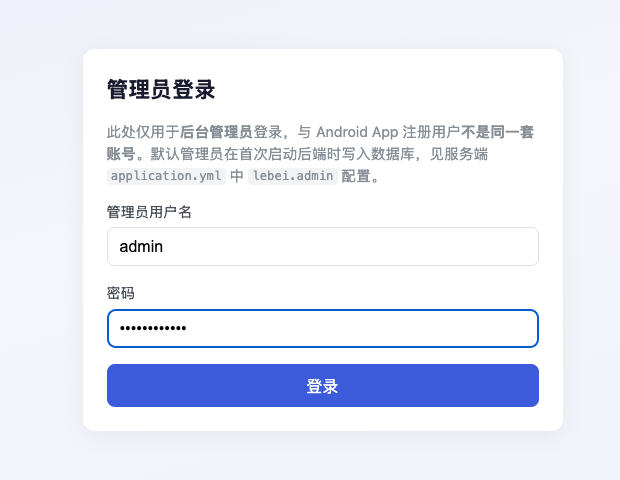 管理员登录
此处仅用于后台管理员登录，与 Android App 注册用户不是同一套
账号。默认管理员在首次启动后端时写入数据库，见服务端
application.yml 中 lebei.admin 配置。
管理员用户名
admin
密码
••••••••••••
登录